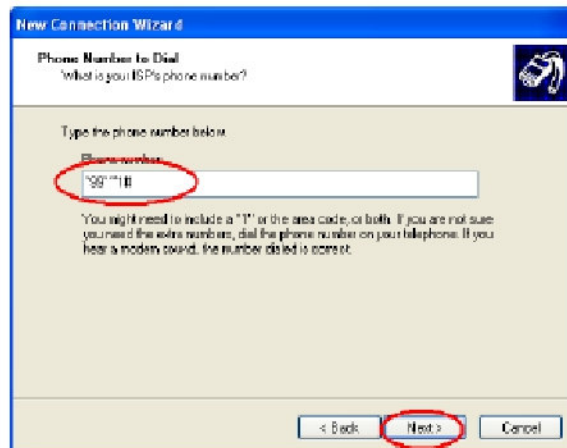 New Connection Wizard
Phone Number to Dial
What is your ISP's phone number?
Type the phone number below.
Phone number:
*99***1#
You might need to include a "1" or the area code, or both. If you are not sure
you need the extra numbers, dial the phone number on your telephone. If you
hear a modem sound, the number dialed is correct.
< Back
Next >
Cancel